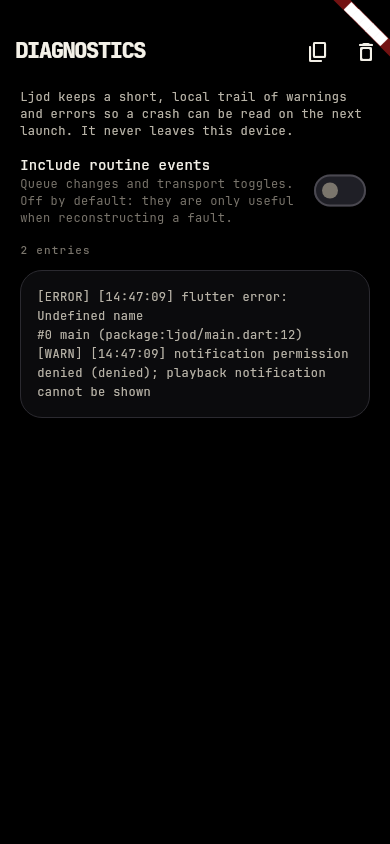 DIAGNOSTICS
Ljod keeps a short, local trail of warnings
and errors so a crash can be read on the next
launch. It never leaves this device.
Include routine events
Queue changes and transport toggles.
Off by default: they are only useful
when reconstructing a fault.
2 entries
[ERROR] [14:47:09] flutter error:
Undefined name
#0 main (package:ljod/main.dart:12)
[WARN] [14:47:09] notification permission
denied (denied); playback notification
cannot be shown